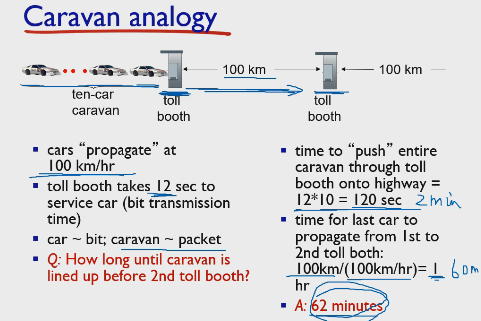 Caravan analogy
100 km
100 km
ten-car
caravan
toll
booth
toll
booth
cars “propagate” at
100 km/hr
toll booth takes 12 sec to
service car (bit transmission
time)
car ~ bit; caravan ~ packet
Q: How long until caravan is
lined up before 2nd toll booth?
time to “push” entire
caravan through toll
booth onto highway =
12*10 = 120 sec 2 min
time for last car to
propagate from 1st to
2nd toll both:
100km/(100km/hr)= 1 60m
hr
A: 62 minutes